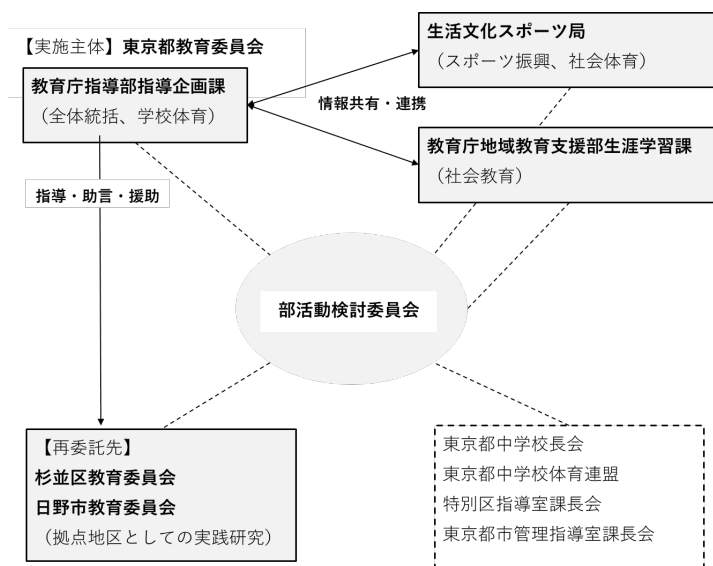 【実施主体】東京都教育委員会
教育庁指導部指導企画課
（全体統括、学校体育）
生活文化スポーツ局
（スポーツ振興、社会体育）
情報共有・連携
教育庁地域教育支援部生涯学習課
（社会教育）
指導・助言・援助
部活動検討委員会
【再委託先】
杉並区教育委員会
日野市教育委員会
（拠点地区としての実践研究）
東京都中学校長会
東京都中学校体育連盟
特別区指導室課長会
東京都市管理指導室課長会